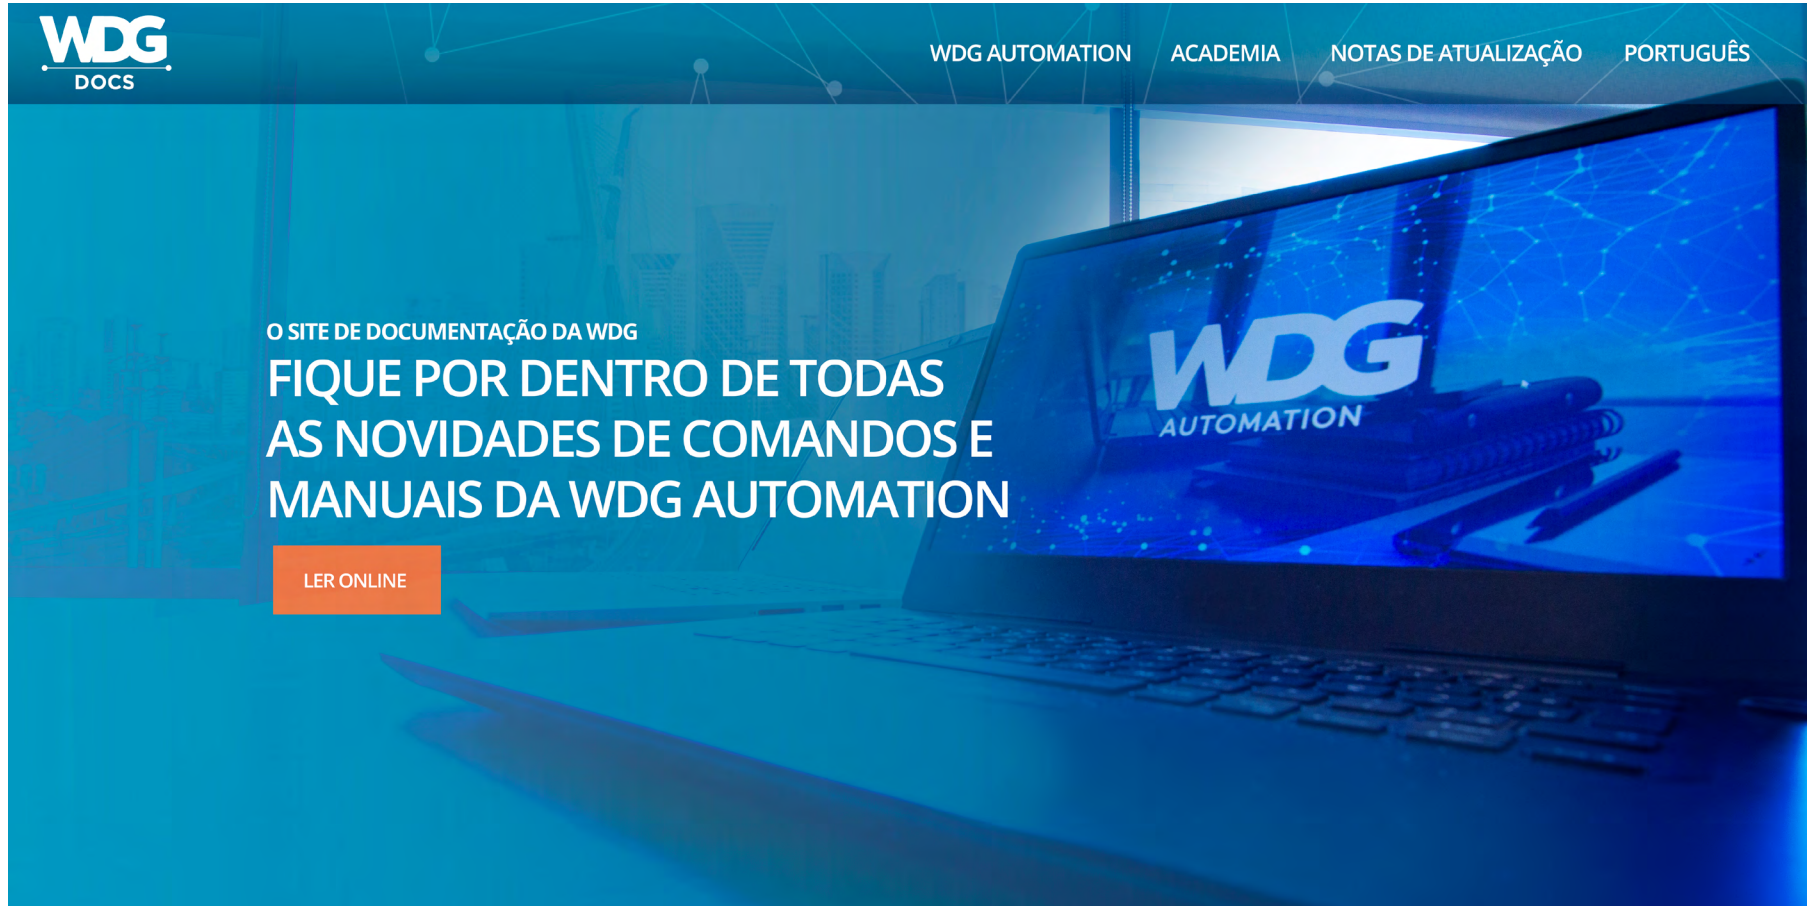 WDG
DOCS
WDG AUTOMATION
ACADEMIA
NOTAS DE ATUALIZAÇÃO
PORTUGUÊS
O SITE DE DOCUMENTAÇÃO DA WDG
FIQUE POR DENTRO DE TODAS
AS NOVIDADES DE COMANDOS E
MANUAIS DA WDG AUTOMATION
LER ONLINE
WDG
AUTOMATION